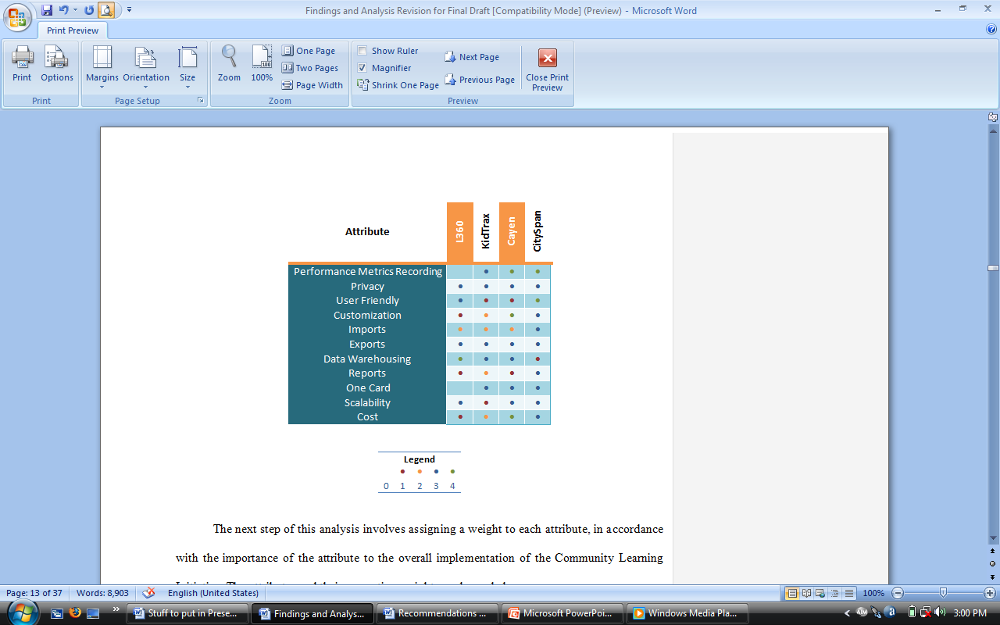 Findings and Analysis Revision for Final Draft [Compatibility Mode] (Preview) - Microsoft Word
Print Preview
Print
Options
Margins
Orientation
Size
Zoom
100%
100
One Page
Two Pages
Page Width
Show Ruler
Magnifier
Shrink One Page
Next Page
Previous Page
Close Print
Preview
Print
Page Setup
Zoom
Preview
Attribute
L360
KidTrax
Cayen
CitySpan
Performance Metrics Recording
Privacy
User Friendly
Customization
Imports
Exports
Data Warehousing
Reports
One Card
Scalability
Cost
Legend
0 1 2 3 4
The next step of this analysis involves assigning a weight to each attribute, in accordance
with the importance of the attribute to the overall implementation of the Community Learning
Page: 13 of 37
Words: 8,903
English (United States)
100%
Stuff to put in Prese...
Findings and Analys...
Recommendations ...
Microsoft PowerPoi...
Windows Media Pla...
3:00 PM